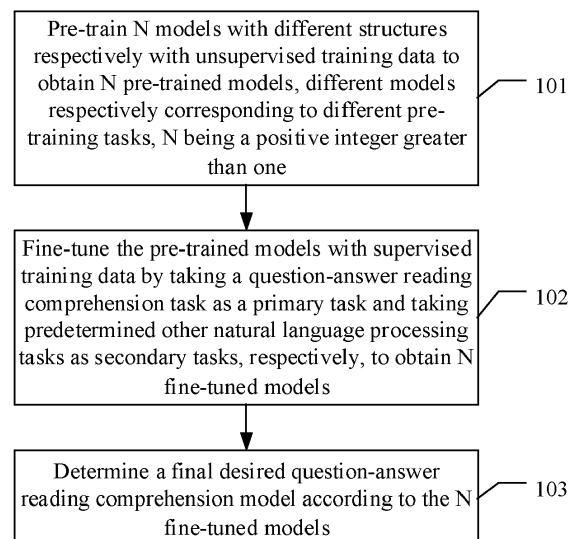 Pre-train N models with different structures
respectively with unsupervised training data to
obtain N pre-trained models, different models
respectively corresponding to different pre-
training tasks, N being a positive integer greater
than one
101
Fine-tune the pre-trained models with supervised
training data by taking a question-answer reading
comprehension task as a primary task and taking
predetermined other natural language processing
tasks as secondary tasks, respectively, to obtain N
fine-tuned models
102
Determine a final desired question-answer
reading comprehension model according to the N
fine-tuned models
103